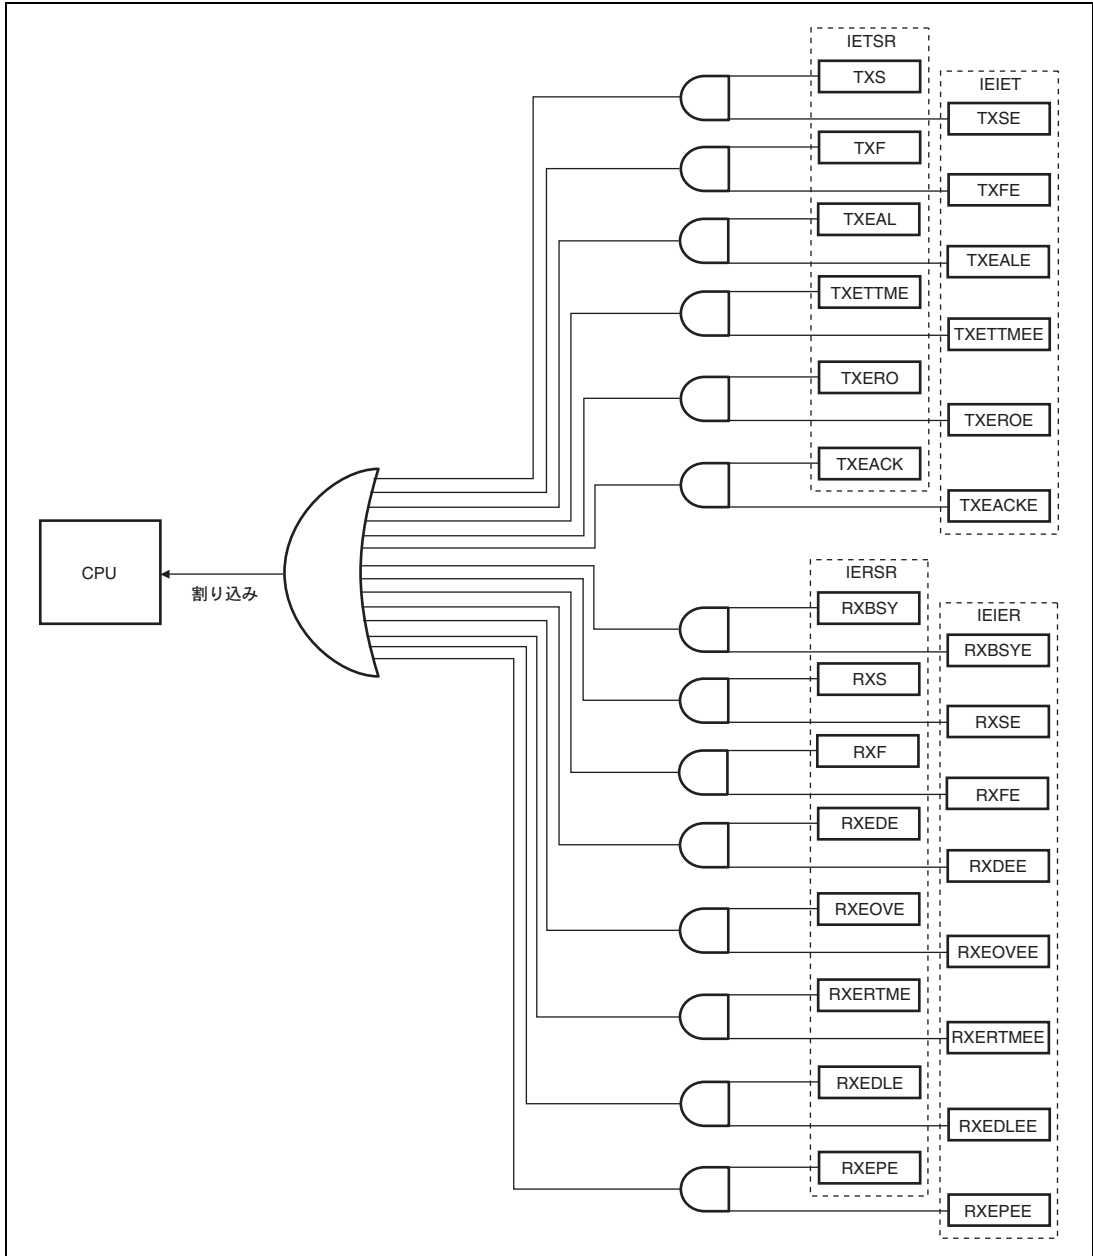 IETSR
TXS
IEIET
TXSE
TXF
TXFE
TXEAL
TXEALE
TXETTME
TXETTMEE
TXERO
TXEROE
TXEACK
TXEACKE
CPU
割り込み
IERSR
RXBSY
IEIER
RXBSYE
RXS
RXSE
RXF
RXFE
RXEDE
RXDEE
RXEOVE
RXEOVEE
RXERTME
RXERTMEE
RXEDLE
RXEDLEE
RXEPE
RXEPEE